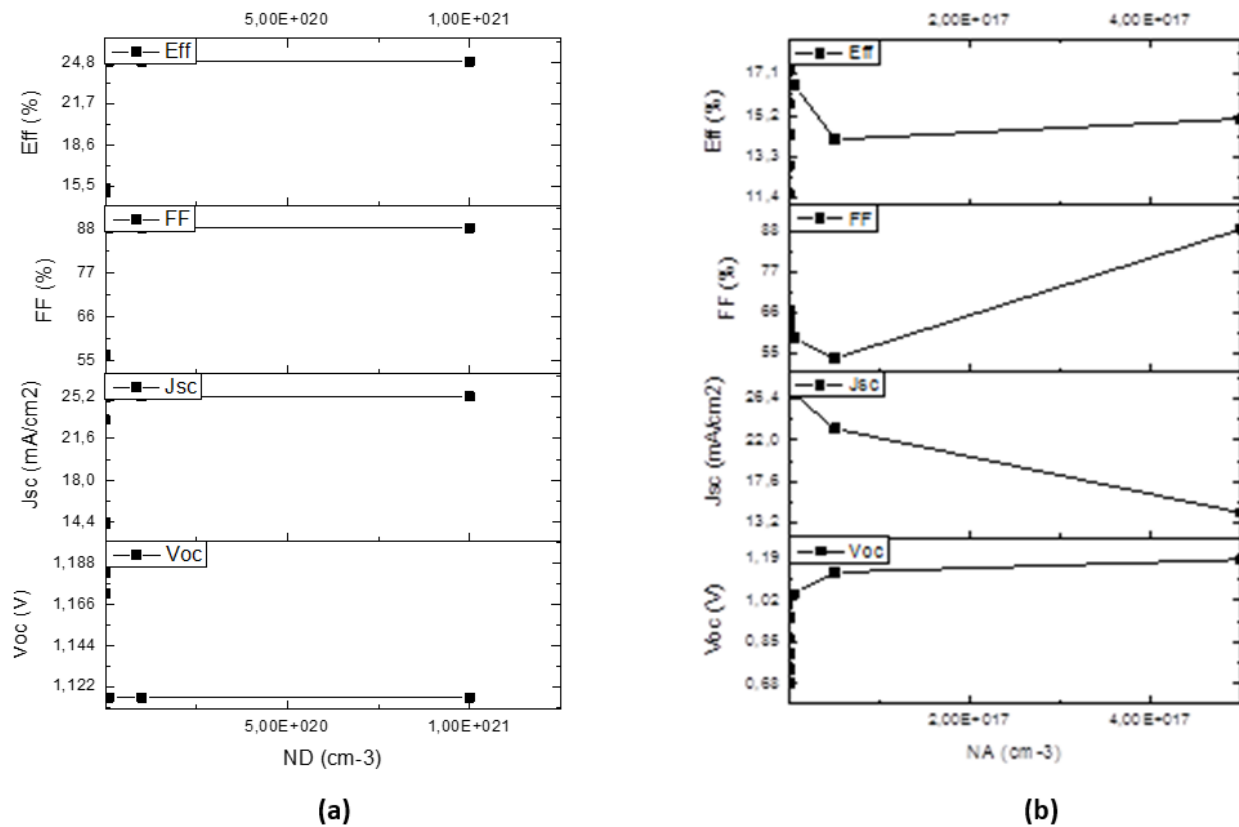 5,00E+020 1,00E+021
Eff
24,8
21,7
18,6
15,5
Eff (%)
FF
88
77
66
55
FF (%)
Jsc
25,2
21,6
18,0
14,4
Jsc (mA/cm2)
Voc
1,188
1,166
1,144
1,122
Voc (V)
5,00E+020 1,00E+021
ND (cm-3)
(a)
2,00E+017 4,00E+017
Eff
17,1
15,2
13,3
11,4
Eff (%)
FF
88
77
66
55
FF (%)
Jsc
26,4
22,0
17,6
13,2
Jsc (mA/cm2)
Voc
1,19
1,02
0,85
0,68
Voc (V)
2,00E+017 4,00E+017
NA (cm-3)
(b)